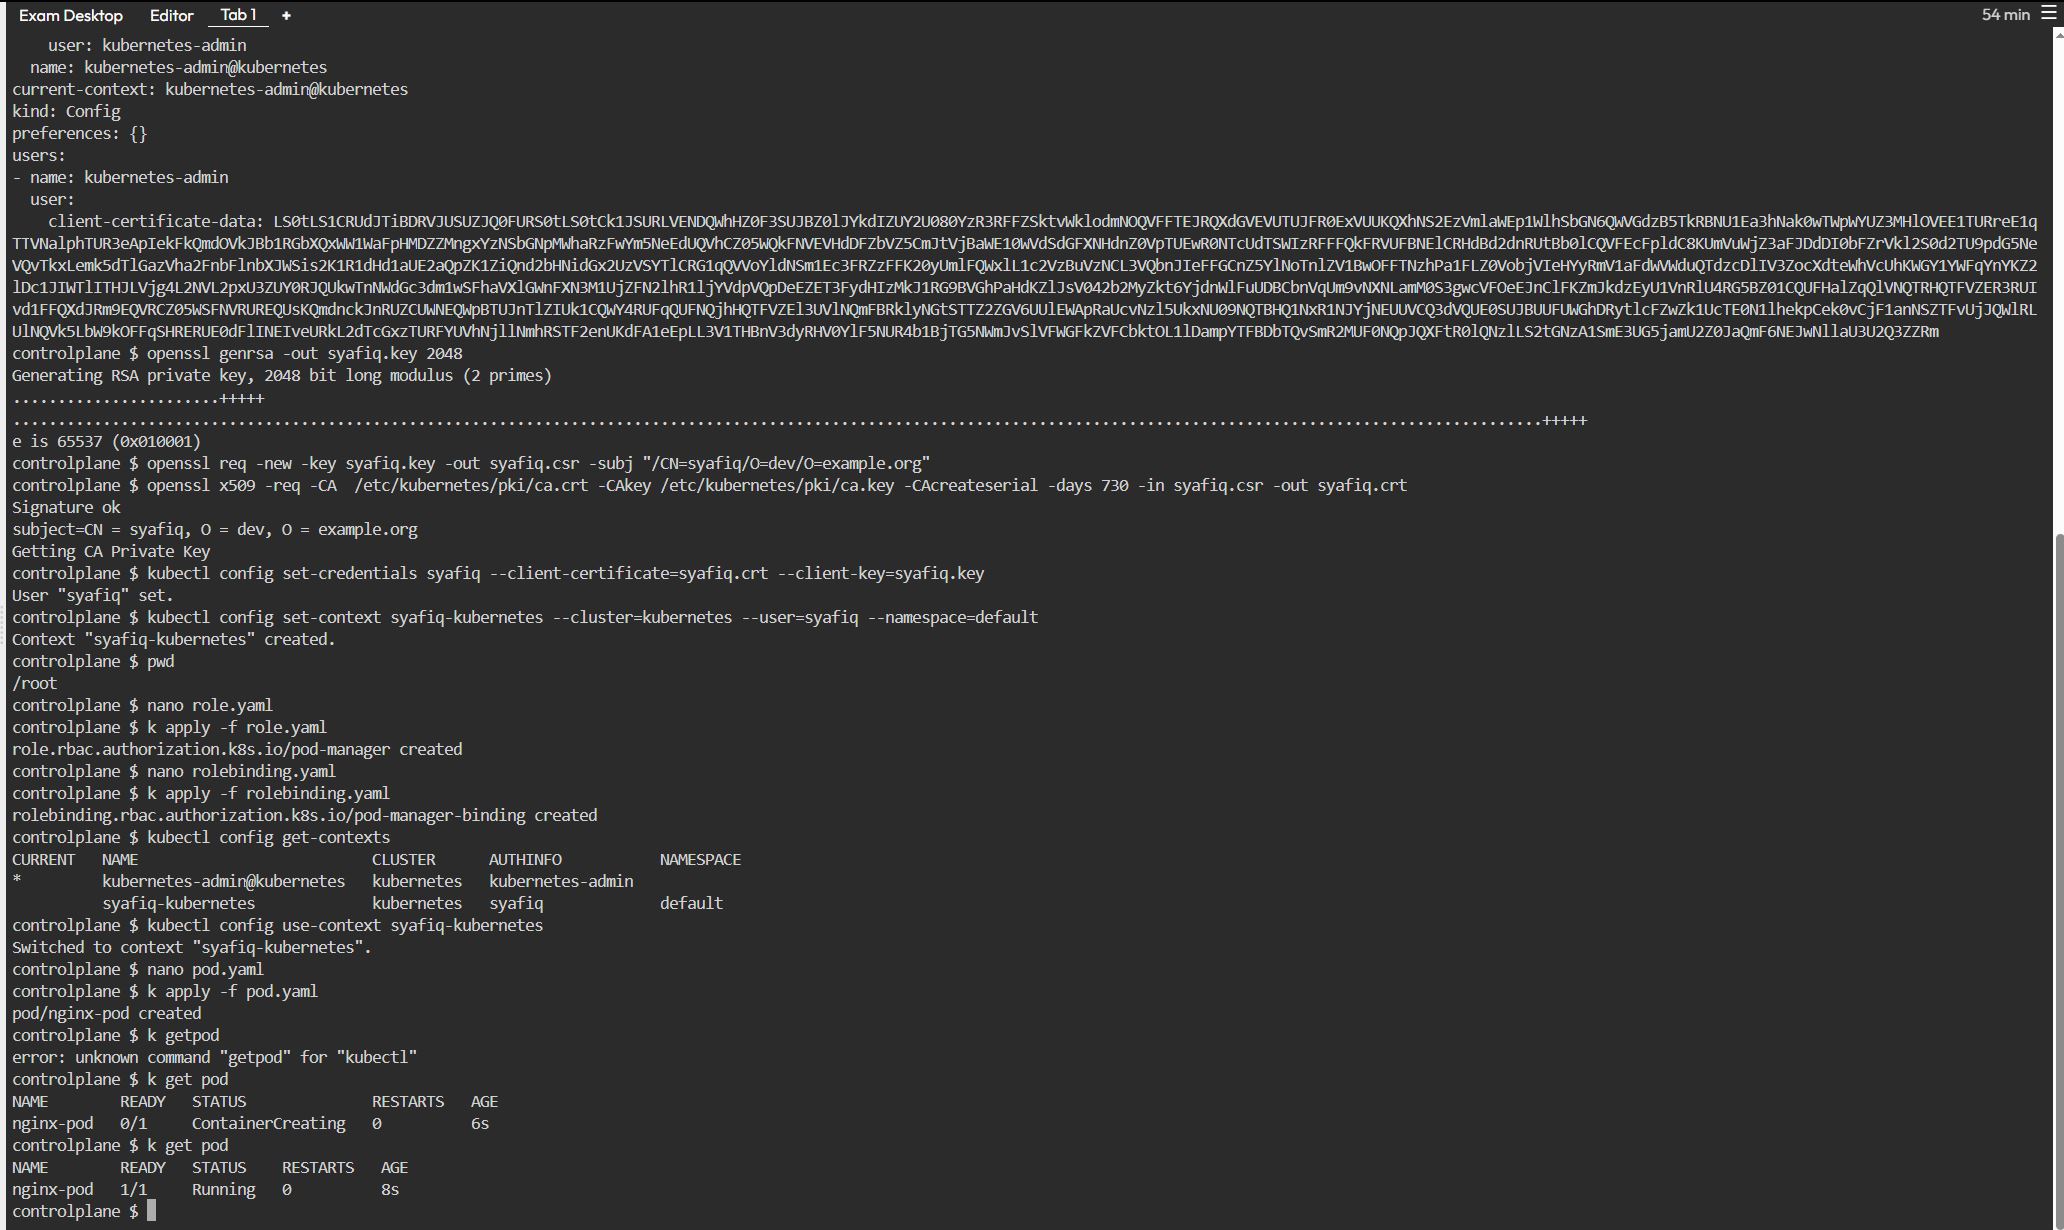 Exam Desktop Editor Tab 1 + 54 min
user: kubernetes-admin
name: kubernetes-admin@kubernetes
current-context: kubernetes-admin@kubernetes
kind: Config
preferences: {}
users:
- name: kubernetes-admin
user:
client-certificate-data:
controlplane $ openssl genrsa -out syafiq.key 2048
Generating RSA private key, 2048 bit long modulus (2 primes)
.......................+++++
..........................................................................................................................................................................+++++
e is 65537 (0x010001)
controlplane $ openssl req -new -key syafiq.key -out syafiq.csr -subj "/CN=syafiq/O=dev/O=example.org"
controlplane $ openssl x509 -req -CA  /etc/kubernetes/pki/ca.crt -CAkey /etc/kubernetes/pki/ca.key -CAcreateserial -days 730 -in syafiq.csr -out syafiq.crt
Signature ok
subject=CN = syafiq, O = dev, O = example.org
Getting CA Private Key
controlplane $ kubectl config set-credentials syafiq --client-certificate=syafiq.crt --client-key=syafiq.key
User "syafiq" set.
controlplane $ kubectl config set-context syafiq-kubernetes --cluster=kubernetes --user=syafiq --namespace=default
Context "syafiq-kubernetes" created.
controlplane $ pwd
/root
controlplane $ nano role.yaml
controlplane $ k apply -f role.yaml
role.rbac.authorization.k8s.io/pod-manager created
controlplane $ nano rolebinding.yaml
controlplane $ k apply -f rolebinding.yaml
rolebinding.rbac.authorization.k8s.io/pod-manager-binding created
controlplane $ kubectl config get-contexts
CURRENT   NAME                          CLUSTER      AUTHINFO           NAMESPACE
*         kubernetes-admin@kubernetes   kubernetes   kubernetes-admin
syafiq-kubernetes             kubernetes   syafiq             default
controlplane $ kubectl config use-context syafiq-kubernetes
Switched to context "syafiq-kubernetes".
controlplane $ nano pod.yaml
controlplane $ k apply -f pod.yaml
pod/nginx-pod created
controlplane $ k getpod
error: unknown command "getpod" for "kubectl"
controlplane $ k get pod
NAME        READY   STATUS              RESTARTS   AGE
nginx-pod   0/1     ContainerCreating   0          6s
controlplane $ k get pod
NAME        READY   STATUS    RESTARTS   AGE
nginx-pod   1/1     Running   0          8s
controlplane $